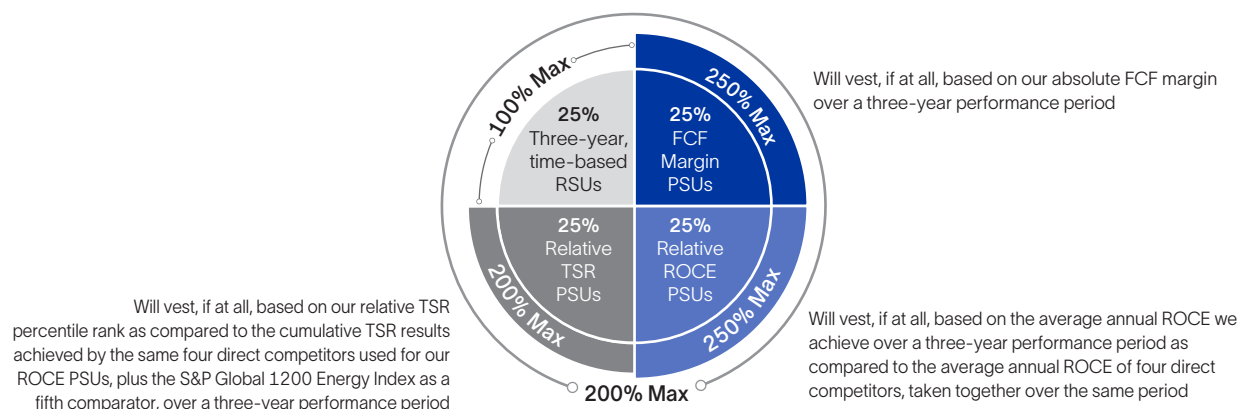 100% Max
25%
Three-year,
time-based
RSUs
250% Max
25%
FCF
Margin
PSUs
Will vest, if at all, based on our absolute FCF margin
over a three-year performance period
200% Max
25%
Relative
TSR
PSUs
250% Max
25%
Relative
ROCE
PSUs
Will vest, if at all, based on our relative TSR
percentile rank as compared to the cumulative TSR results
achieved by the same four direct competitors used for our
ROCE PSUs, plus the S&P Global 1200 Energy Index as a
fifth comparator, over a three-year performance period
Will vest, if at all, based on the average annual ROCE we
achieve over a three-year performance period as
compared to the average annual ROCE of four direct
competitors, taken together over the same period
200% Max